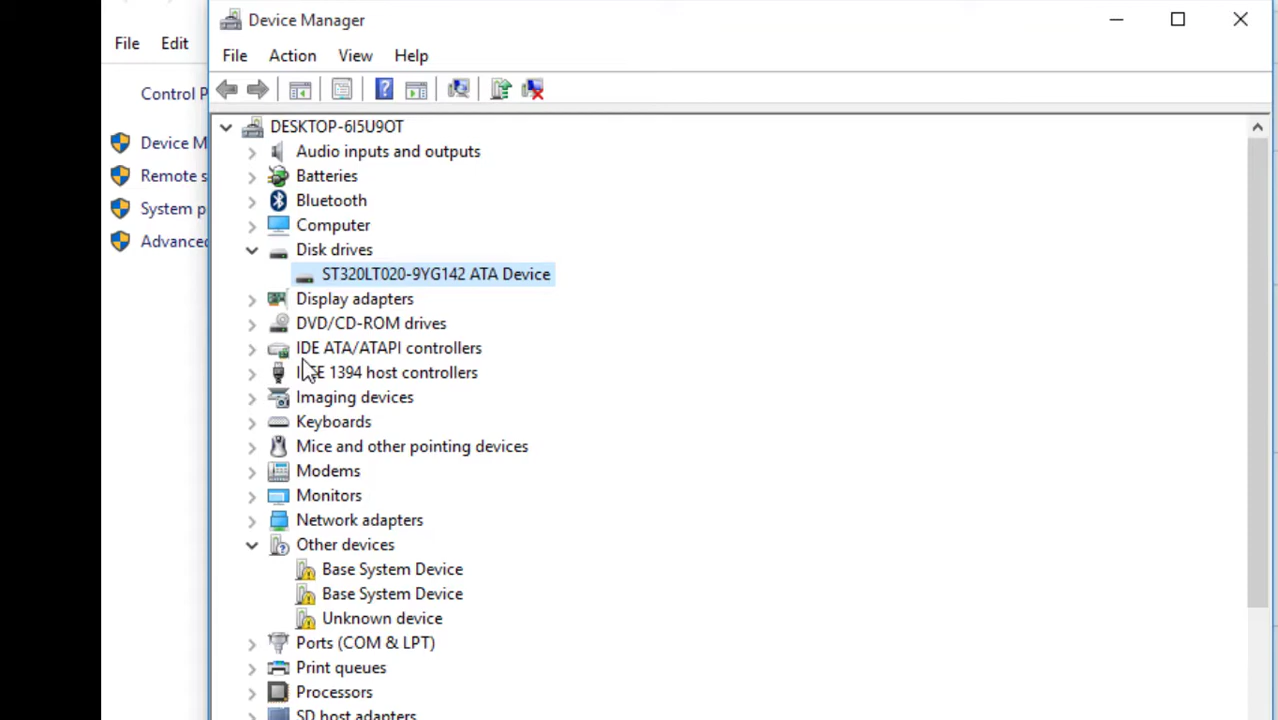 Device Manager
File Edit
File Action View Help
Control P
Device M
Remote s
System p
Advanced
DESKTOP-6I5U9OT
Audio inputs and outputs
Batteries
Bluetooth
Computer
Disk drives
ST320LT020-9YG142 ATA Device
Display adapters
DVD/CD-ROM drives
IDE ATA/ATAPI controllers
1394 host controllers
Imaging devices
Keyboards
Mice and other pointing devices
Modems
Monitors
Network adapters
Other devices
Base System Device
Base System Device
Unknown device
Ports (COM & LPT)
Print queues
Processors
SD host adapters